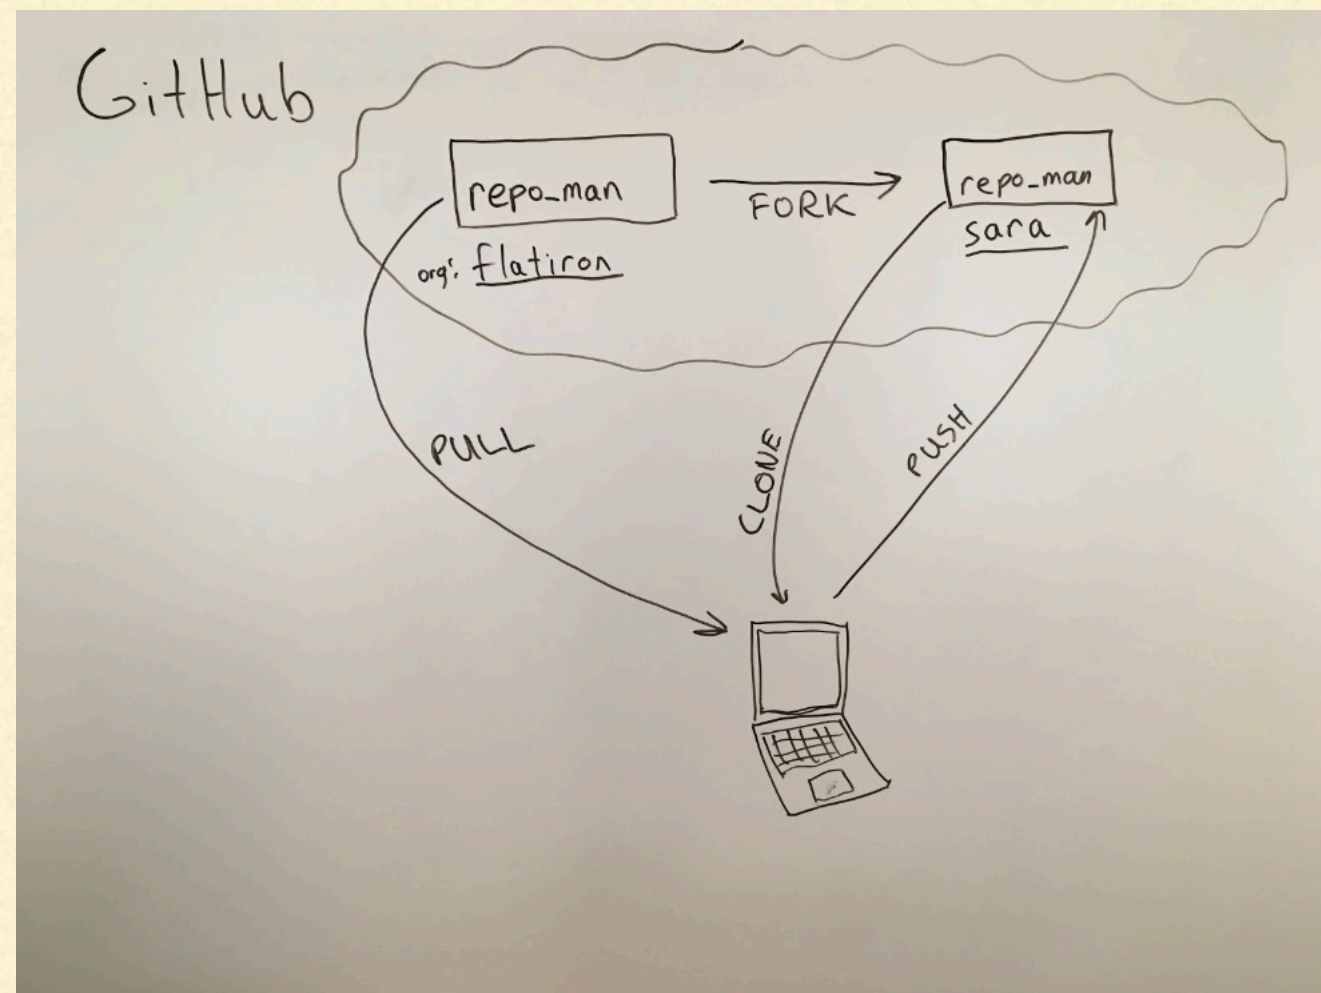 GitHub
repo_man
FORK
repo_man
sara
org: flatiron
PULL
CLONE
PUSH